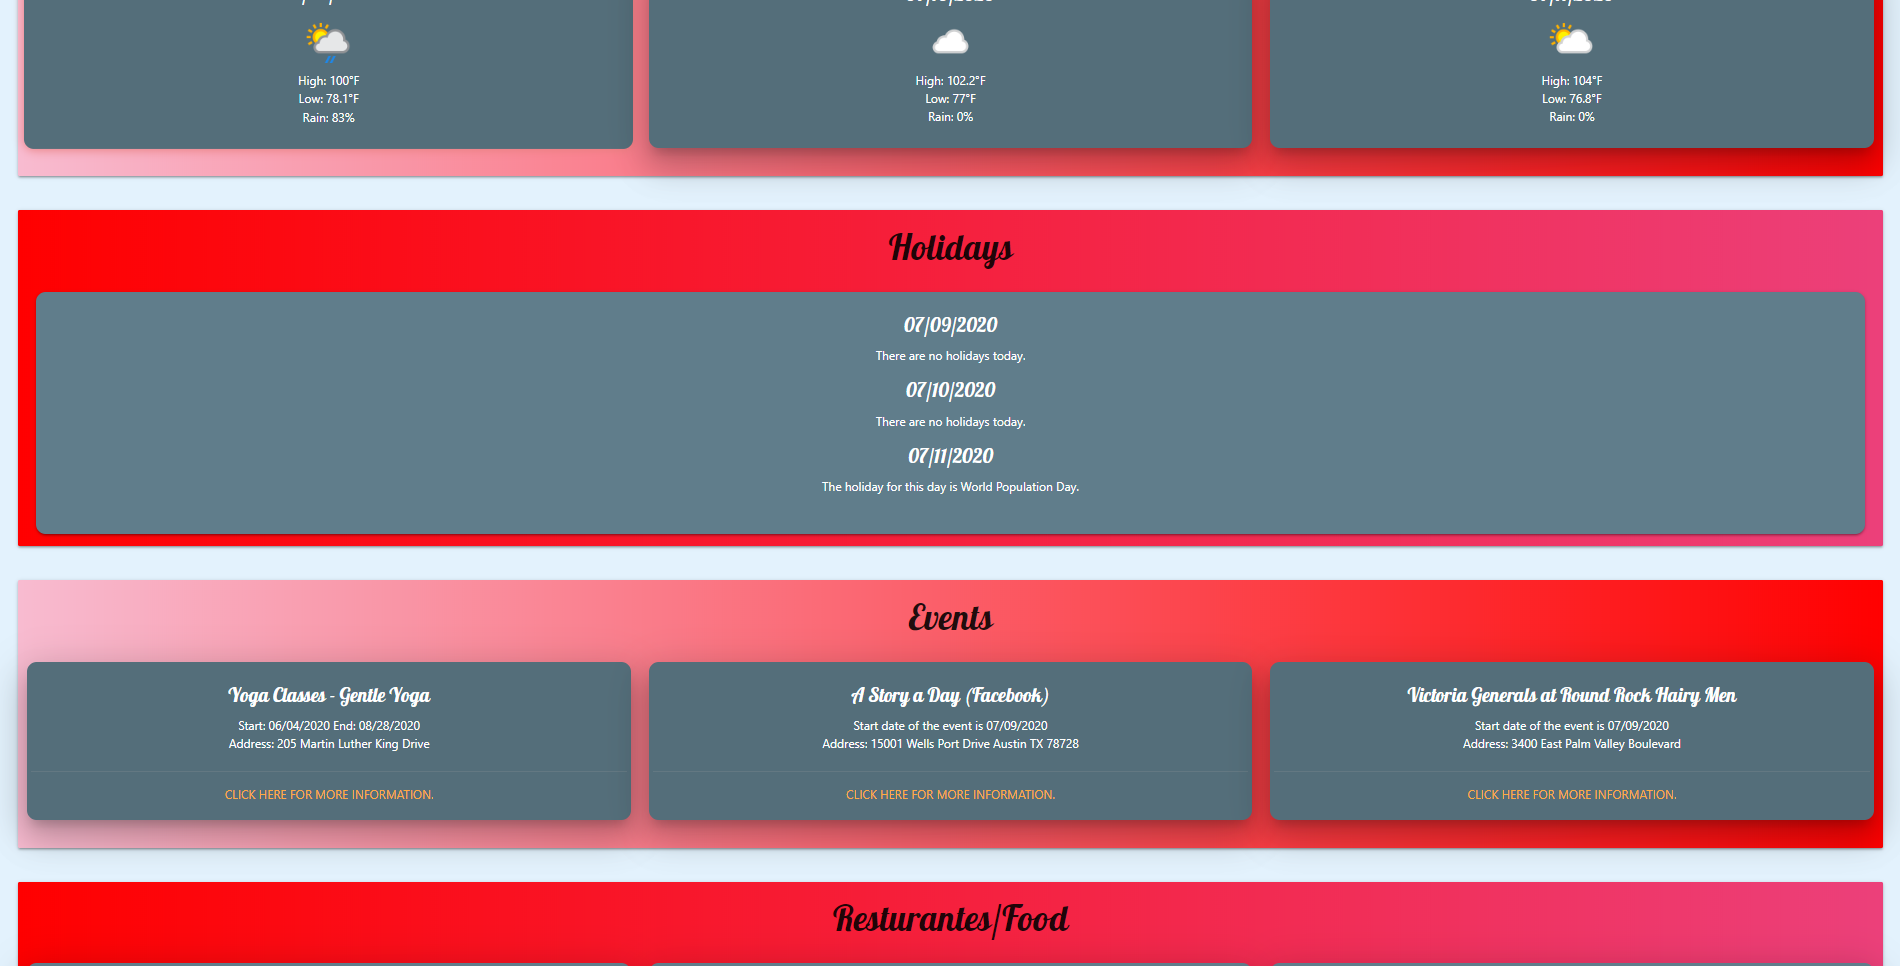 High: 100°F
Low: 78.1°F
Rain: 83%
High: 102.2°F
Low: 77°F
Rain: 0%
High: 104°F
Low: 76.8°F
Rain: 0%
Holidays
07/09/2020
There are no holidays today.
07/10/2020
There are no holidays today.
07/11/2020
The holiday for this day is World Population Day.
Events
Yoga Classes - Gentle Yoga
Start: 06/04/2020 End: 08/28/2020
Address: 205 Martin Luther King Drive
CLICK HERE FOR MORE INFORMATION.
A Story a Day (Facebook)
Start date of the event is 07/09/2020
Address: 15001 Wells Port Drive Austin TX 78728
CLICK HERE FOR MORE INFORMATION.
Victoria Generals at Round Rock Hairy Men
Start date of the event is 07/09/2020
Address: 3400 East Palm Valley Boulevard
CLICK HERE FOR MORE INFORMATION.
Resturantes/Food